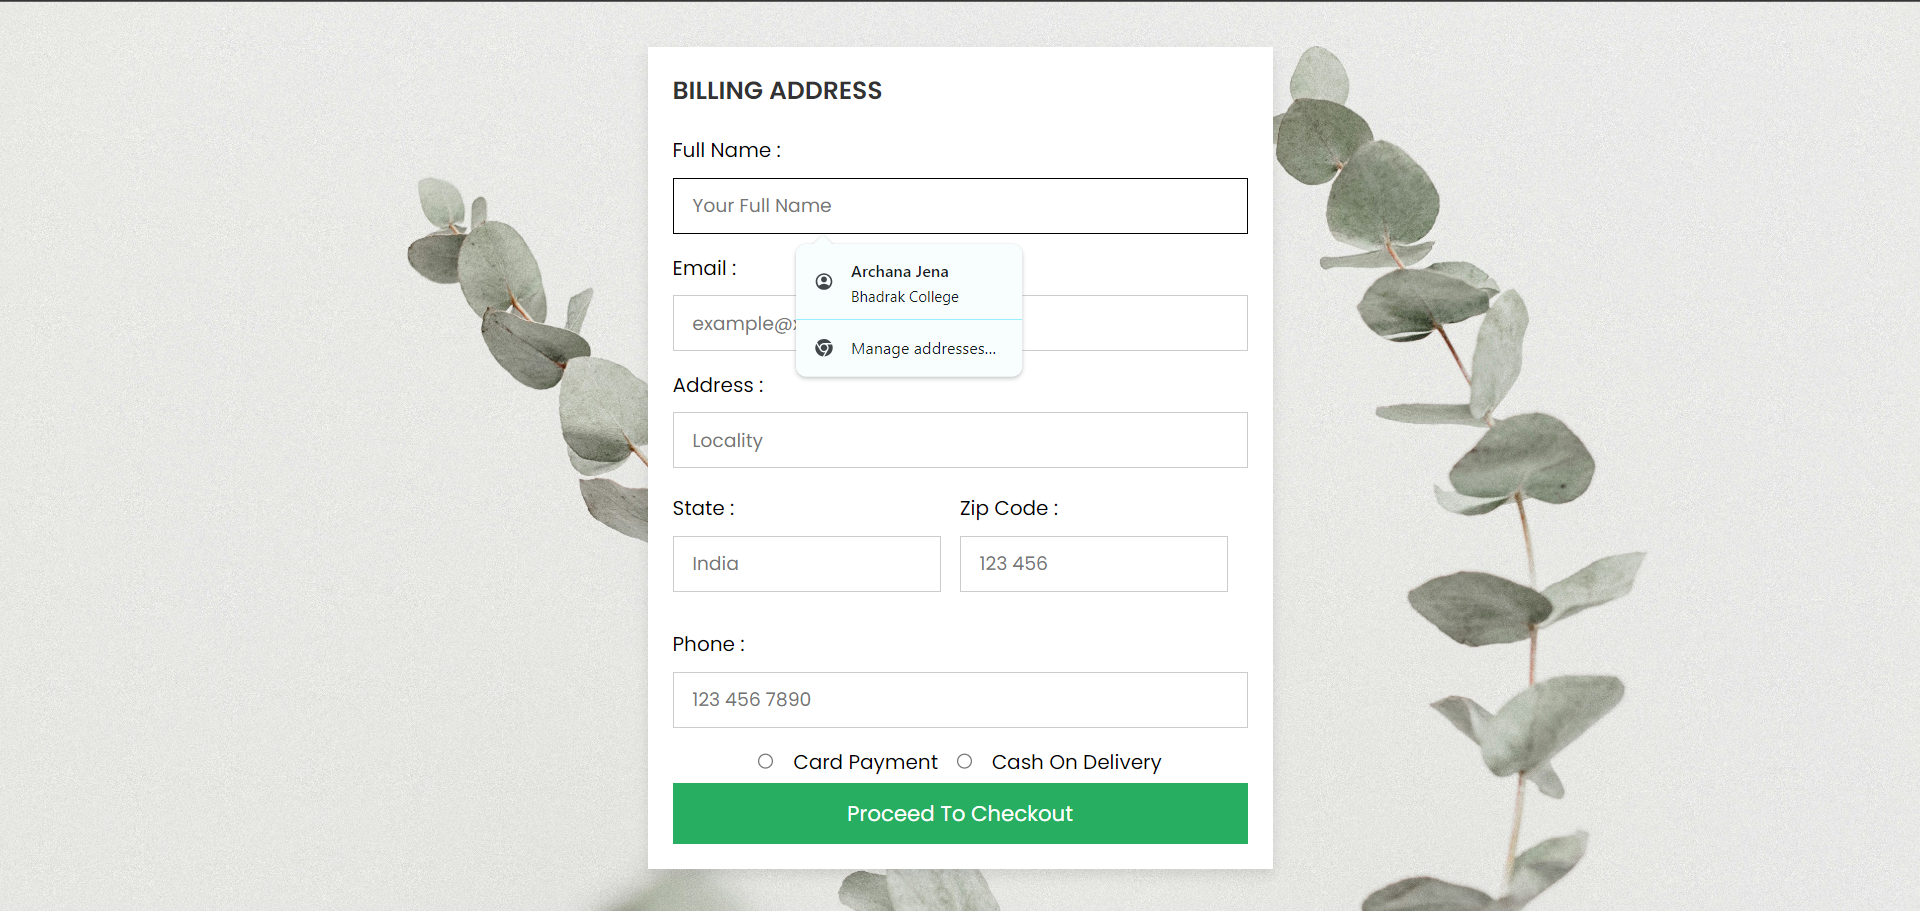 BILLING ADDRESS
Full Name :
Your Full Name
Archana Jena
Bhadrak College
Manage addresses...
Email :
example@x
Address :
Locality
State :
Zip Code :
India
123 456
Phone :
123 456 7890
Card Payment
Cash On Delivery
Proceed To Checkout